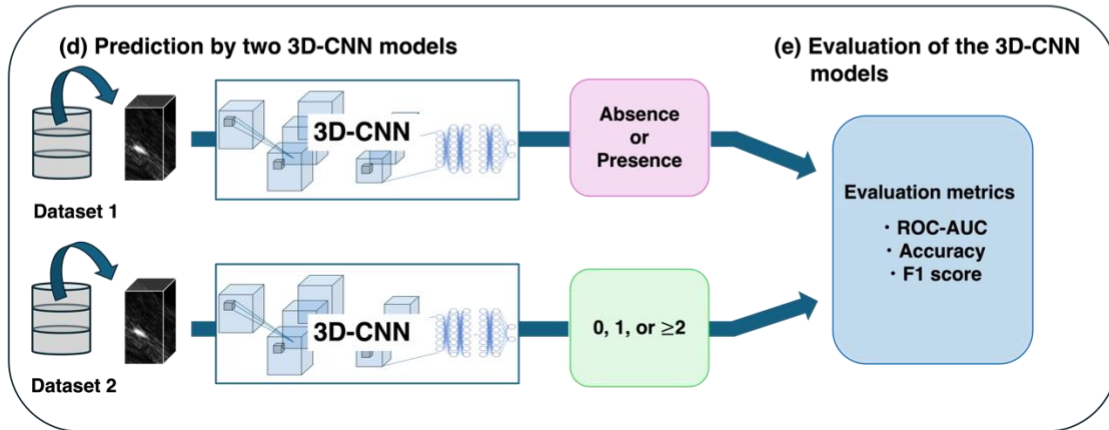 (d) Prediction by two 3D-CNN models
(e) Evaluation of the 3D-CNN
models
3D-CNN
Absence
or
Presence
Dataset 1
Evaluation metrics
・ROC-AUC
・Accuracy
・F1 score
3D-CNN
0, 1, or ≥2
Dataset 2